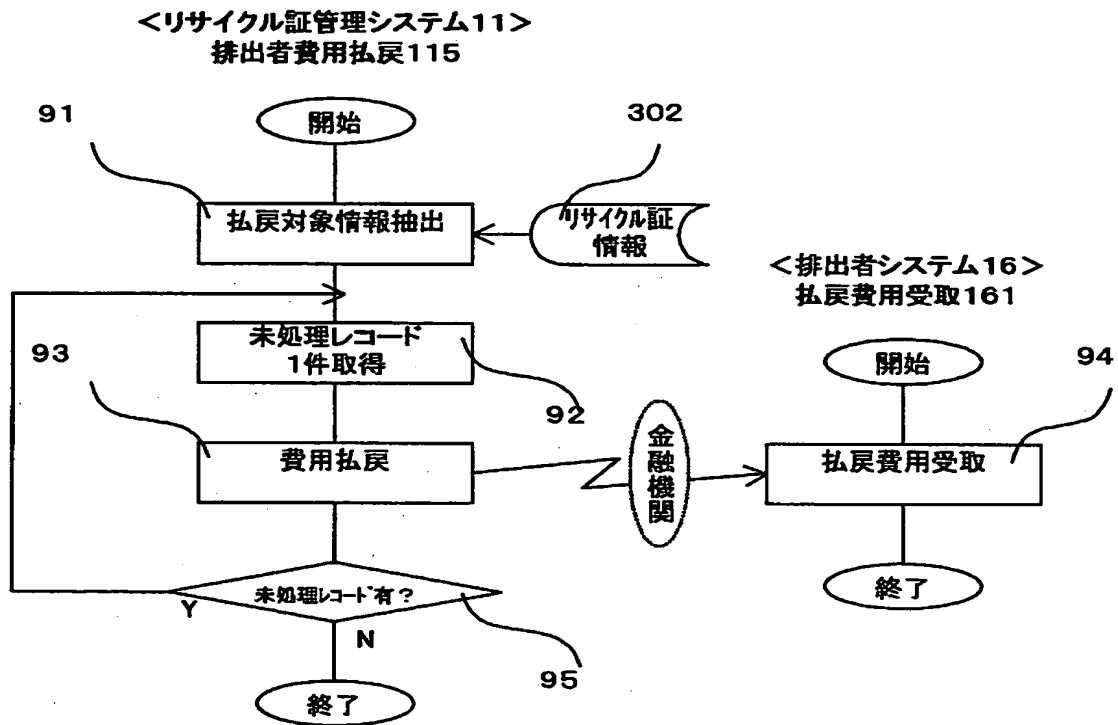 ＜リサイクル証管理システム11＞
排出者費用払戻115
91
開始
302
払戻対象情報抽出
リサイクル証
情報
＜排出者システム16＞
払戻費用受取161
93
未処理レコード
1件取得
92
開始
94
費用払戻
金融機関
払戻費用受取
未処理レコード有？
Y
N
95
終了
終了